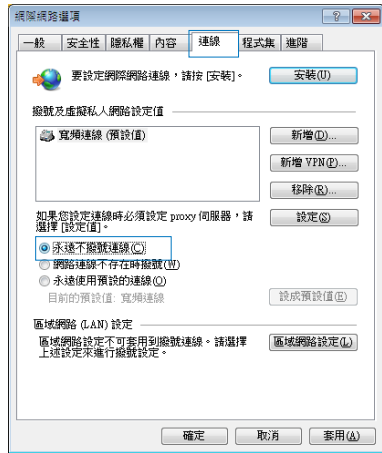 網際網路選項
一般 安全性 隱私權 內容 連線 程式集 進階
要設定網際網路連線，請按 [安裝]。 安裝(U)
撥號及虛擬私人網路設定值
寬頻連線 (預設值) 新增(D)...
新增 VPN(P)...
移除(R)...
如果您設定連線時必須設定 proxy 伺服器，請 設定(S)
選擇 [設定值]。
永遠不撥號連線(C)
網路連線不存在時撥號(W)
永遠使用預設的連線(O)
目前的預設值: 寬頻連線 設成預設值(E)
區域網路 (LAN) 設定
區域網路設定不可套用到撥號連線。請選擇 區域網路設定(L)
上述設定來進行撥號設定。
確定 取消 套用(A)